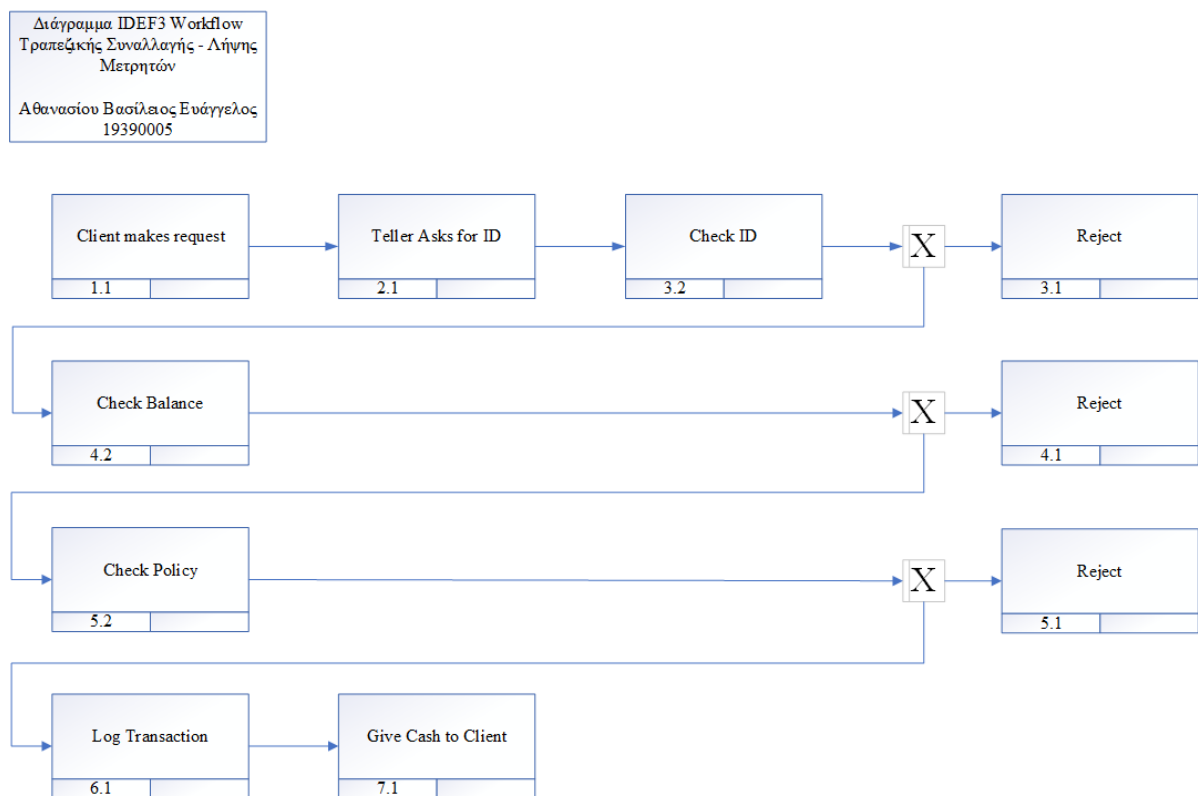 Διάγραμμα IDEF3 Workflow
Τραπεζικής Συναλλαγής - Λήψης
Μετρητών
Αθανασίου Βασίλειος Ευάγγελος
19390005
Client makes request
1.1
Teller Asks for ID
2.1
Check ID
3.2
X
Reject
3.1
Check Balance
4.2
X
Reject
4.1
Check Policy
5.2
X
Reject
5.1
Log Transaction
6.1
Give Cash to Client
7.1